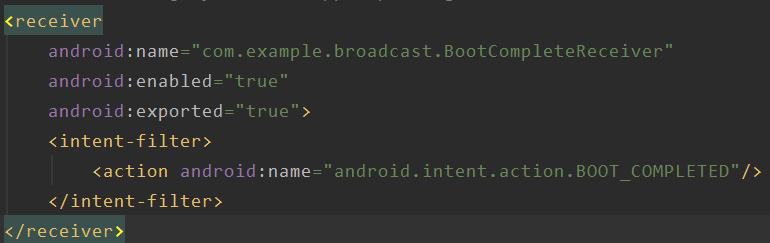 <receiver
android:name="com.example.broadcast.BootCompleteReceiver"
android:enabled="true"
android:exported="true">
<intent-filter>
<action android:name="android.intent.action.BOOT_COMPLETED"/>
</intent-filter>
</receiver>